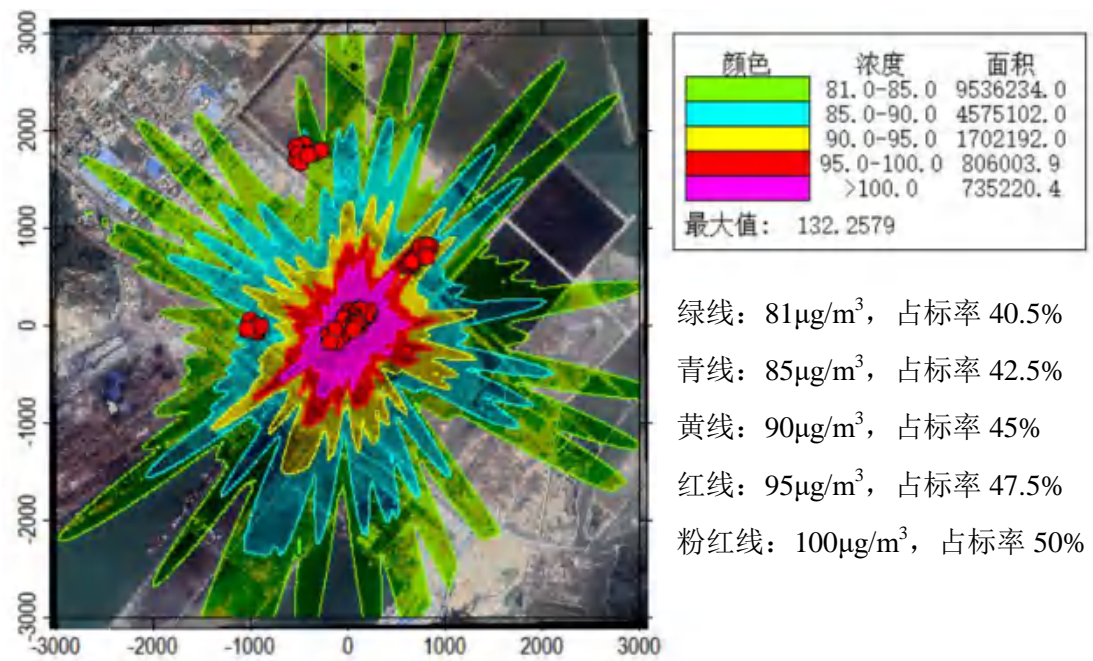 3000
2000
1000
0
-1000
-2000
-3000
-3000 -2000 -1000 0 1000 2000 3000
颜色 浓度 面积
81.0-85.0 9536234.0
85.0-90.0 4575102.0
90.0-95.0 1702192.0
95.0-100.0 806003.9
>100.0 735220.4
最大值: 132.2579
绿线：81μg/m³，占标率 40.5%
青线：85μg/m³，占标率 42.5%
黄线：90μg/m³，占标率 45%
红线：95μg/m³，占标率 47.5%
粉红线：100μg/m³，占标率 50%